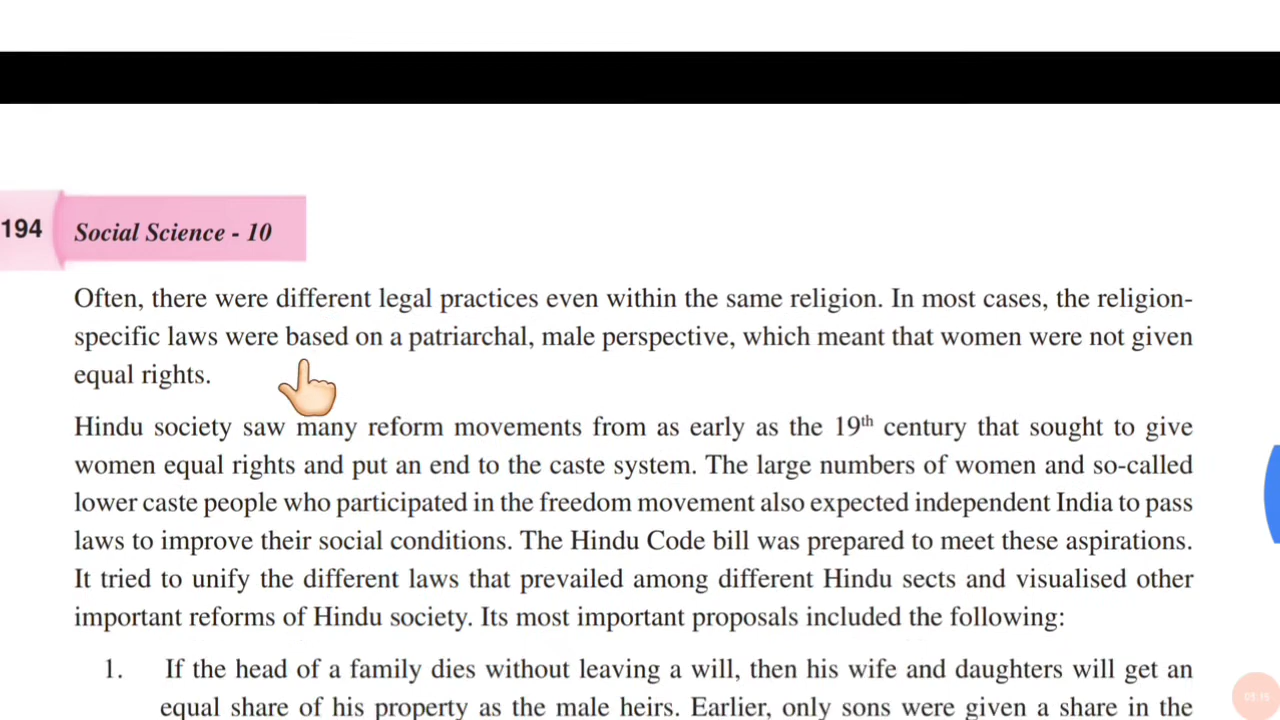 194 Social Science - 10
Often, there were different legal practices even within the same religion. In most cases, the religion-
specific laws were based on a patriarchal, male perspective, which meant that women were not given
equal rights.
Hindu society saw many reform movements from as early as the 19th century that sought to give
women equal rights and put an end to the caste system. The large numbers of women and so-called
lower caste people who participated in the freedom movement also expected independent India to pass
laws to improve their social conditions. The Hindu Code bill was prepared to meet these aspirations.
It tried to unify the different laws that prevailed among different Hindu sects and visualised other
important reforms of Hindu society. Its most important proposals included the following:
1. If the head of a family dies without leaving a will, then his wife and daughters will get an
equal share of his property as the male heirs. Earlier, only sons were given a share in the